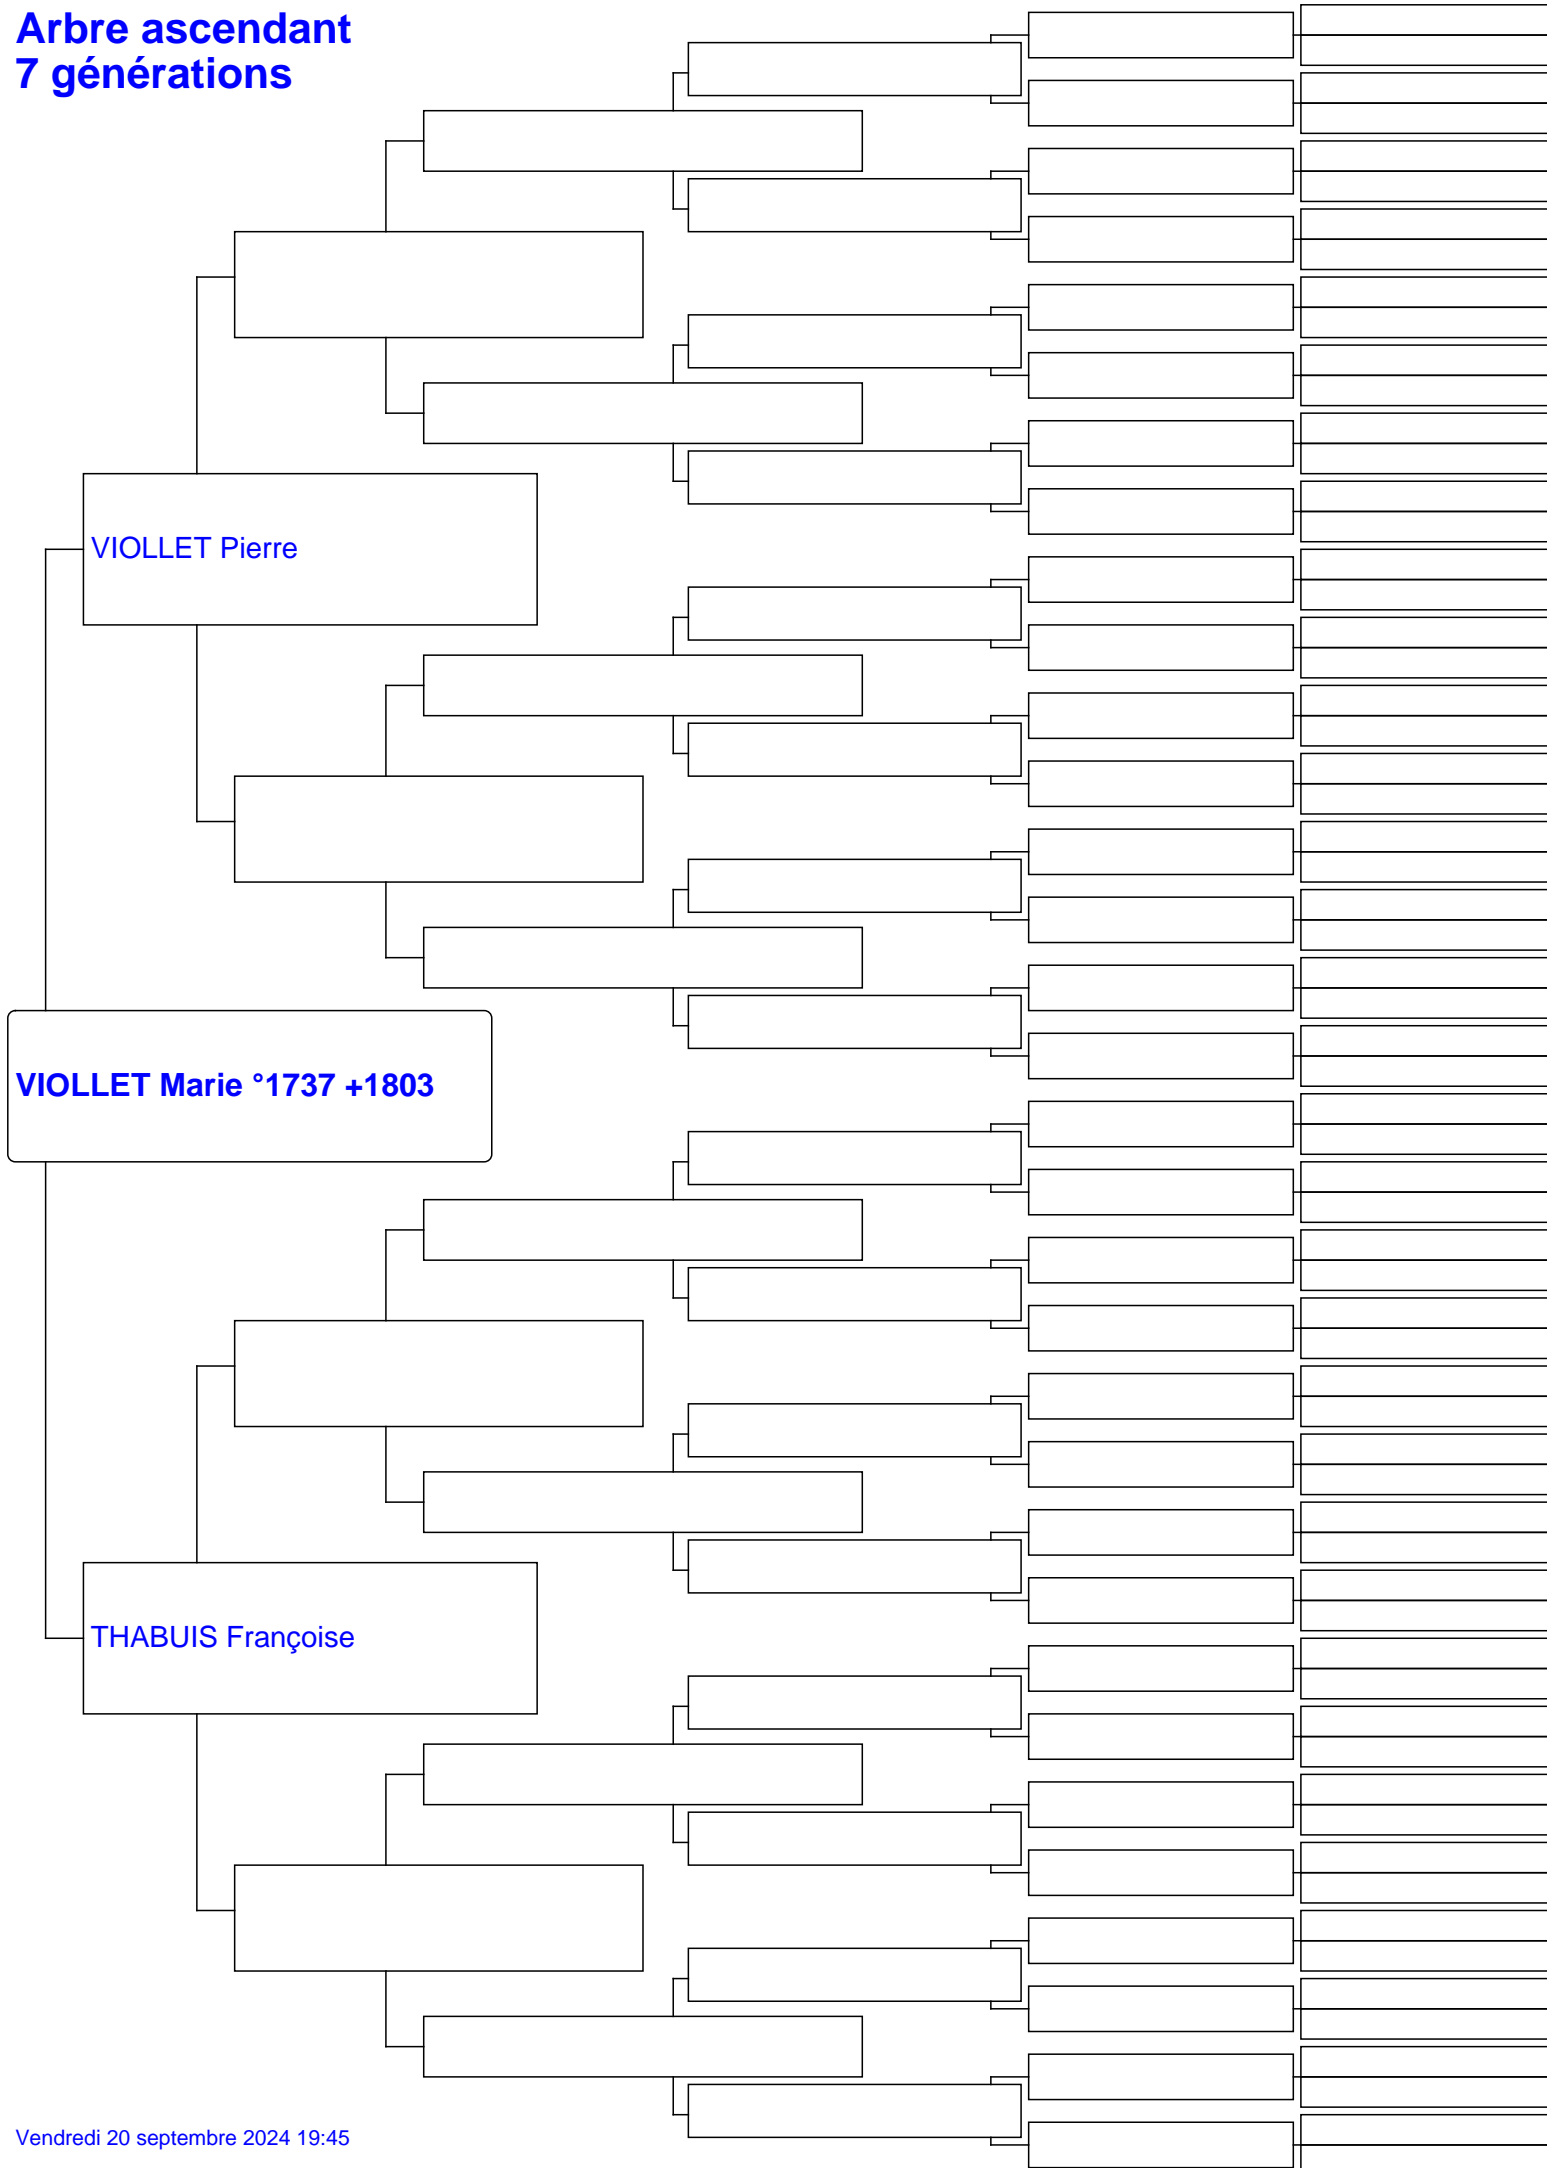 Arbre ascendant
7 générations
VIOLLET Pierre
VIOLLET Marie °1737 +1803
THABUIS Françoise
Vendredi 20 septembre 2024 19:45